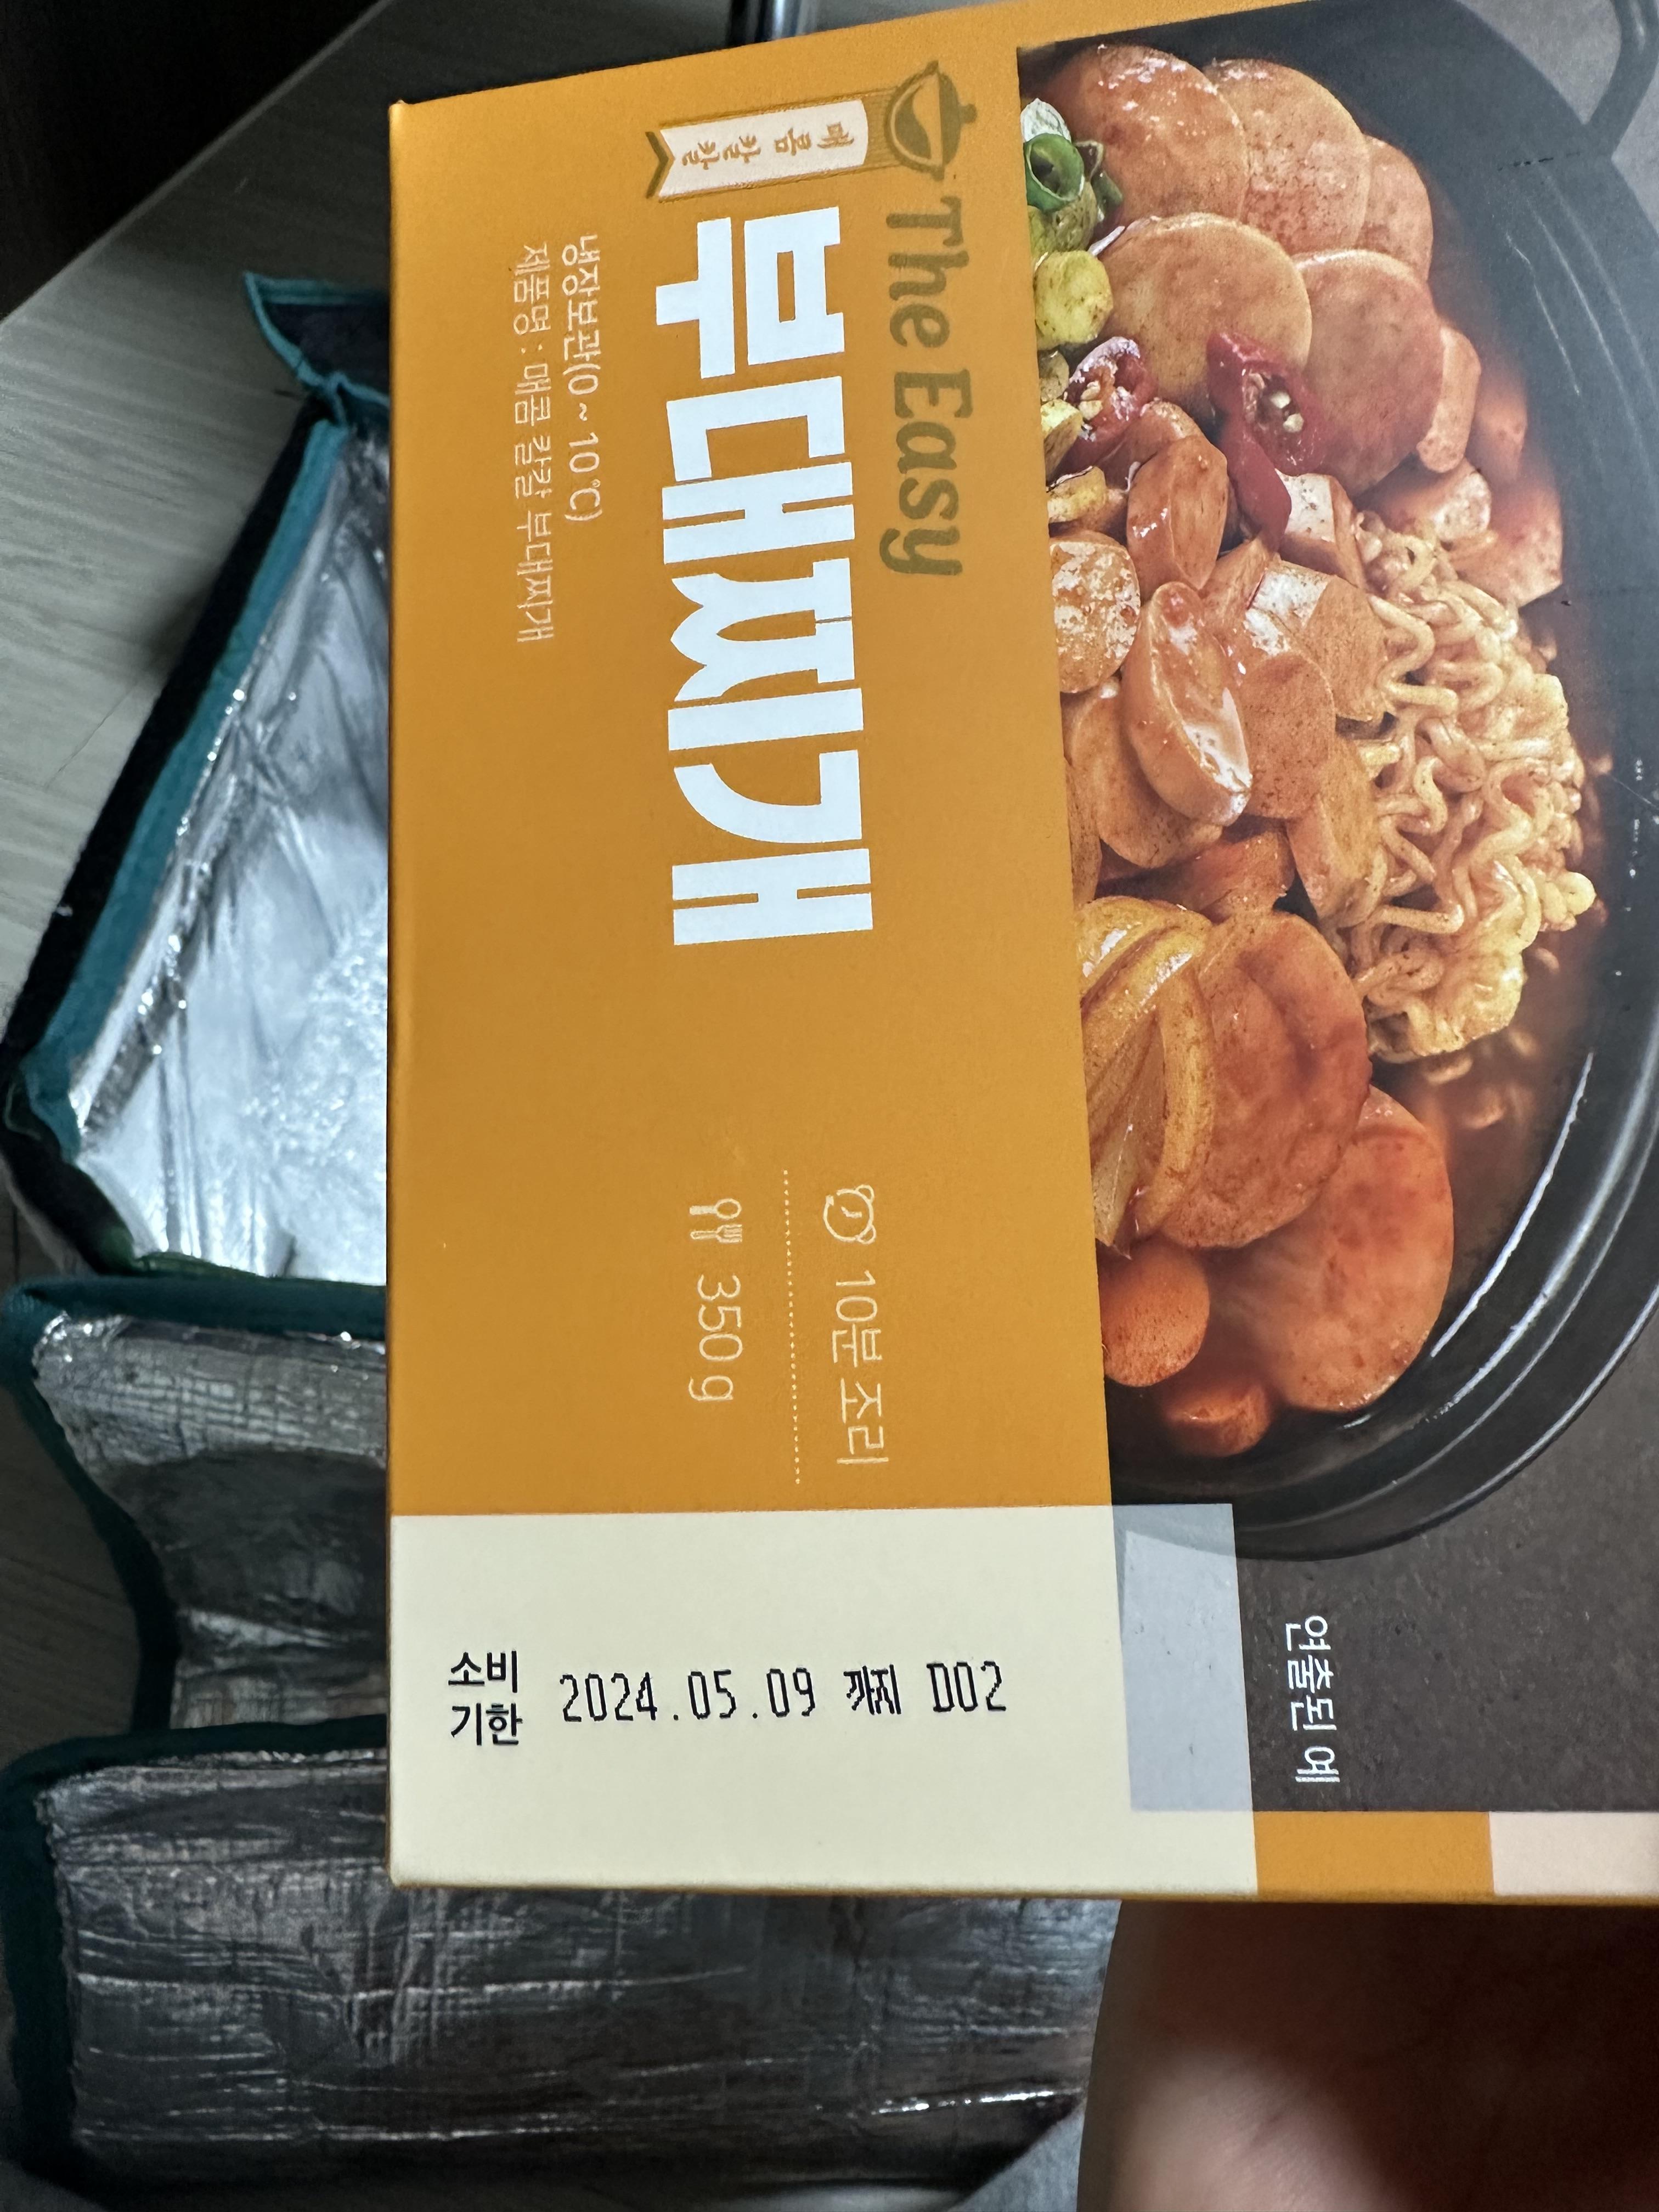 The Easy
매콤 칼칼
부대찌개
냉장보관(0~10℃)
제품명 : 매콤 칼칼 부대찌개
10분 조리
350g
소비
기한
2024.05.09 까지 D02
연출된 예